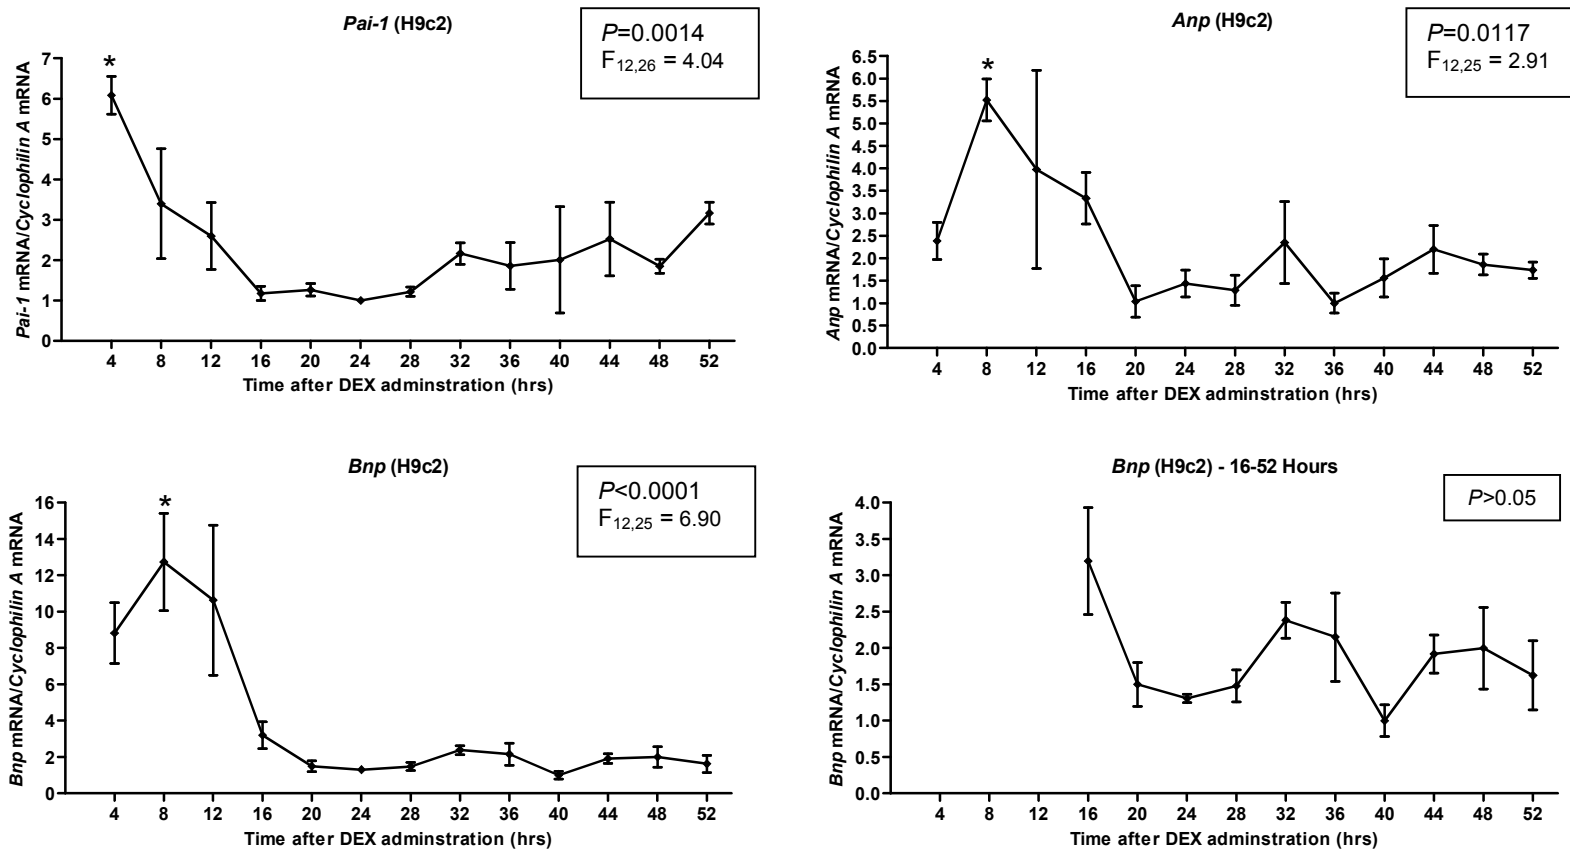 Pai-1 (H9c2)
P=0.0014
F12,26 = 4.04
Pai-1 mRNA/Cyclophilin A mRNA
7
6
5
4
3
2
1
0
*
4 8 12 16 20 24 28 32 36 40 44 48 52
Time after DEX adminstration (hrs)
Anp (H9c2)
P=0.0117
F12,25 = 2.91
Anp mRNA/Cyclophilin A mRNA
6.5
6.0
5.5
5.0
4.5
4.0
3.5
3.0
2.5
2.0
1.5
1.0
0.5
0.0
*
4 8 12 16 20 24 28 32 36 40 44 48 52
Time after DEX adminstration (hrs)
Bnp (H9c2)
P<0.0001
F12,25 = 6.90
Bnp mRNA/Cyclophilin A mRNA
16
14
12
10
8
6
4
2
0
*
4 8 12 16 20 24 28 32 36 40 44 48 52
Time after DEX adminstration (hrs)
Bnp (H9c2) - 16-52 Hours
P>0.05
Bnp mRNA/Cyclophilin A mRNA
4.0
3.5
3.0
2.5
2.0
1.5
1.0
0.5
0.0
4 8 12 16 20 24 28 32 36 40 44 48 52
Time after DEX adminstration (hrs)